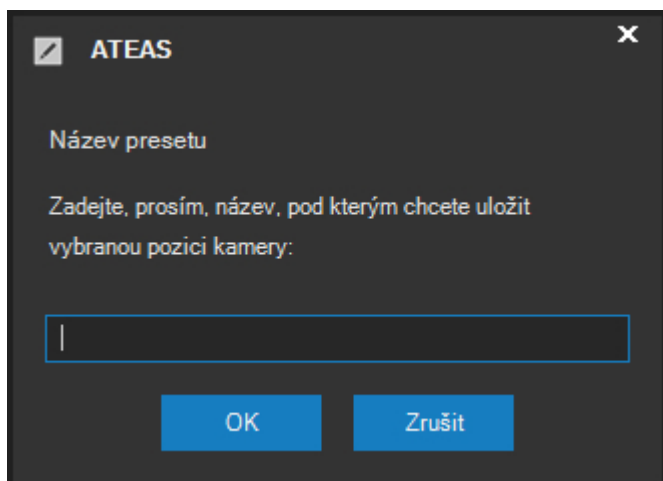 ATEAS
Název presetu
Zadejte, prosím, název, pod kterým chcete uložit
vybranou pozici kamery:
OK
Zrušit